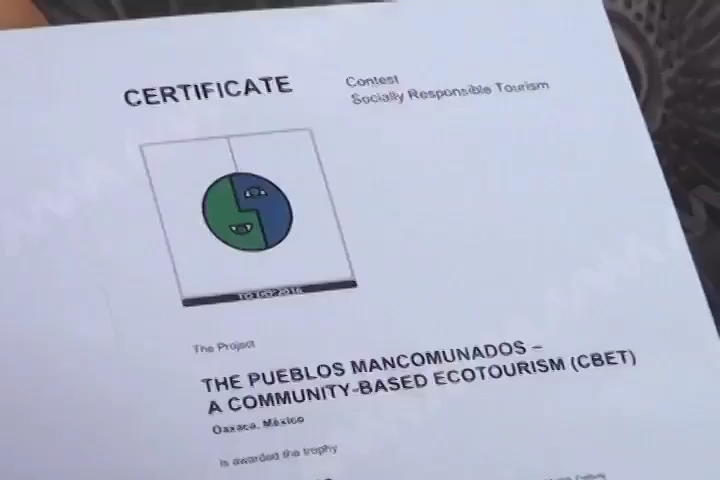 CERTIFICATE
Contest
Socially Responsible Tourism
TO GO 2016
The Project
THE PUEBLOS MANCOMUNADOS –
A COMMUNITY-BASED ECOTOURISM (CBET)
Oaxaca, México
is awarded the trophy